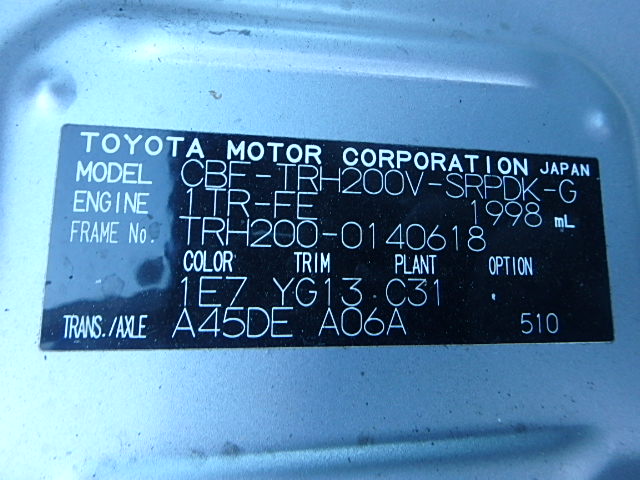 TOYOTA MOTOR CORPORATION JAPAN
MODEL CBF-TRH200V-SRPDK-G
ENGINE 1TR-FE 1998 mL
FRAME No. TRH200-0140618
COLOR TRIM PLANT OPTION
1E7 YG13 C31 .
TRANS./AXLE A45DE A06A 510